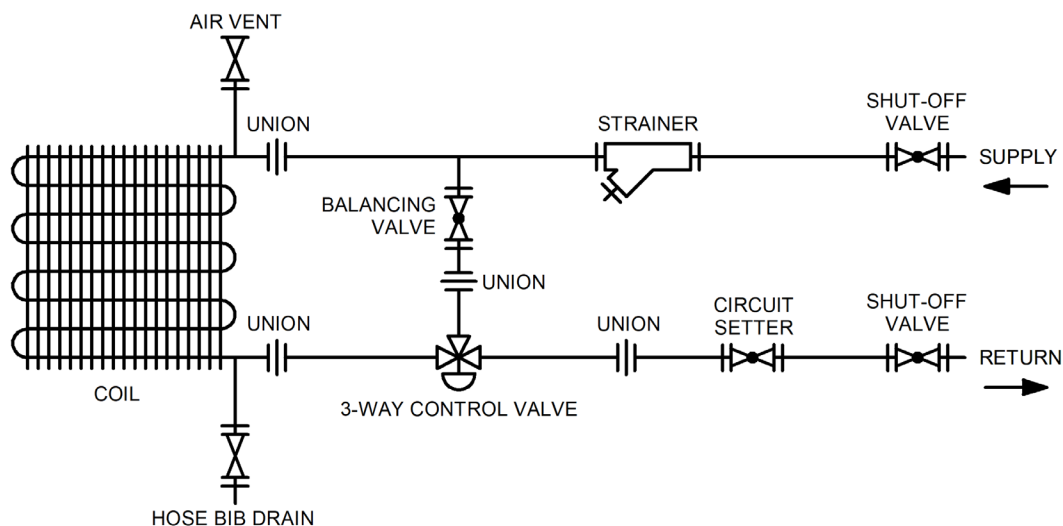 AIR VENT
UNION
STRAINER
SHUT-OFF
VALVE
SUPPLY
BALANCING
VALVE
UNION
UNION
UNION
CIRCUIT
SETTER
SHUT-OFF
VALVE
RETURN
COIL
3-WAY CONTROL VALVE
HOSE BIB DRAIN